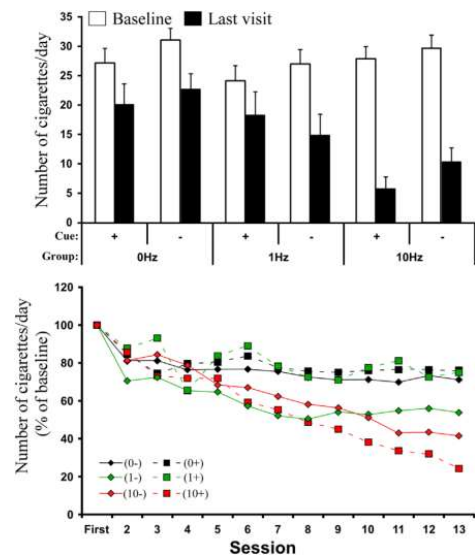 Baseline Last visit
Number of cigarettes/day
35
30
25
20
15
10
5
0
Cue: + - + - + -
Group: 0Hz 1Hz 10Hz
Number of cigarettes/day
(% of baseline)
120
100
80
60
40
20
0
(0-) (0+)
(1-) (1+)
(10-) (10+)
First 2 3 4 5 6 7 8 9 10 11 12 13
Session